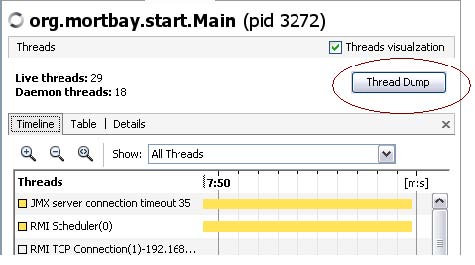 org.mortbay.start.Main (pid 3272)
Threads
Threads visualzation
Live threads: 29
Daemon threads: 18
Thread Dump
Timeline Table Details
Show: All Threads
Threads 7:50 [m:s]
JMX server connection timeout 35
RMI Scheduler(0)
RMI TCP Connection(1)-192.168...